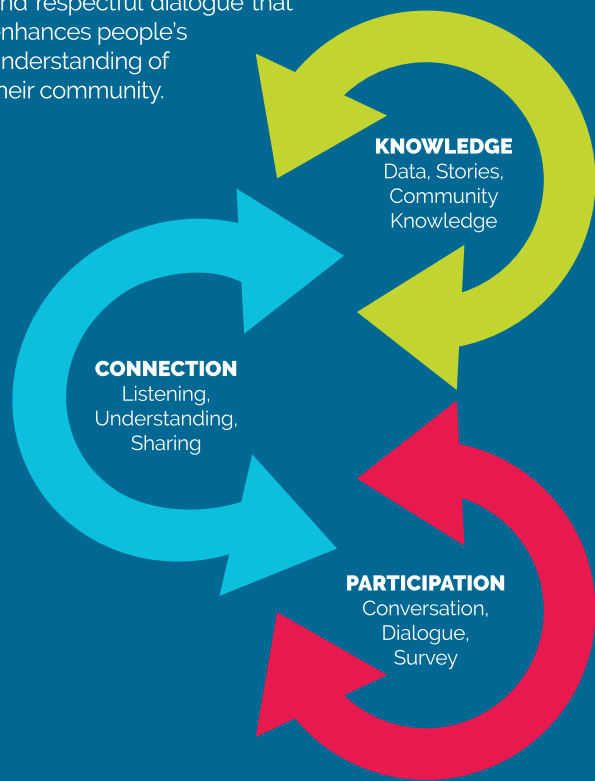 nd respectful dialogue that
enhances people's
nderstanding of
heir community.
KNOWLEDGE
Data, Stories,
Community
Knowledge
CONNECTION
Listening,
Understanding,
Sharing
PARTICIPATION
Conversation,
Dialogue,
Survey